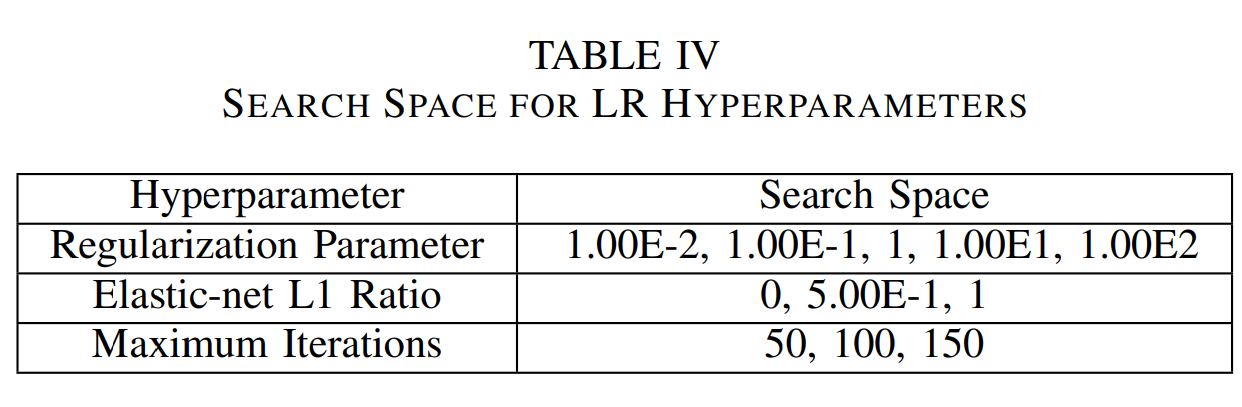 TABLE IV
SEARCH SPACE FOR LR HYPERPARAMETERS
Hyperparameter Search Space
Regularization Parameter 1.00E-2, 1.00E-1, 1, 1.00E1, 1.00E2
Elastic-net L1 Ratio 0, 5.00E-1, 1
Maximum Iterations 50, 100, 150